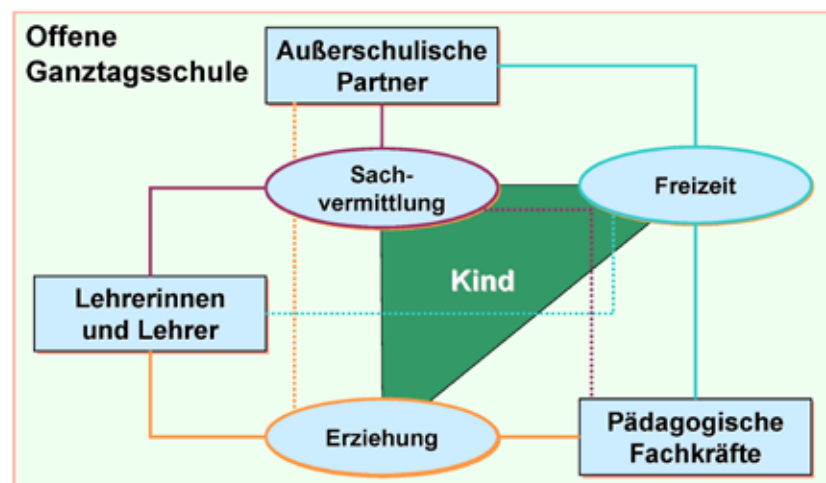 Offene
Ganztagsschule
Außerschulische
Partner
Sach-
vermittlung
Freizeit
Kind
Lehrerinnen
und Lehrer
Erziehung
Pädagogische
Fachkräfte